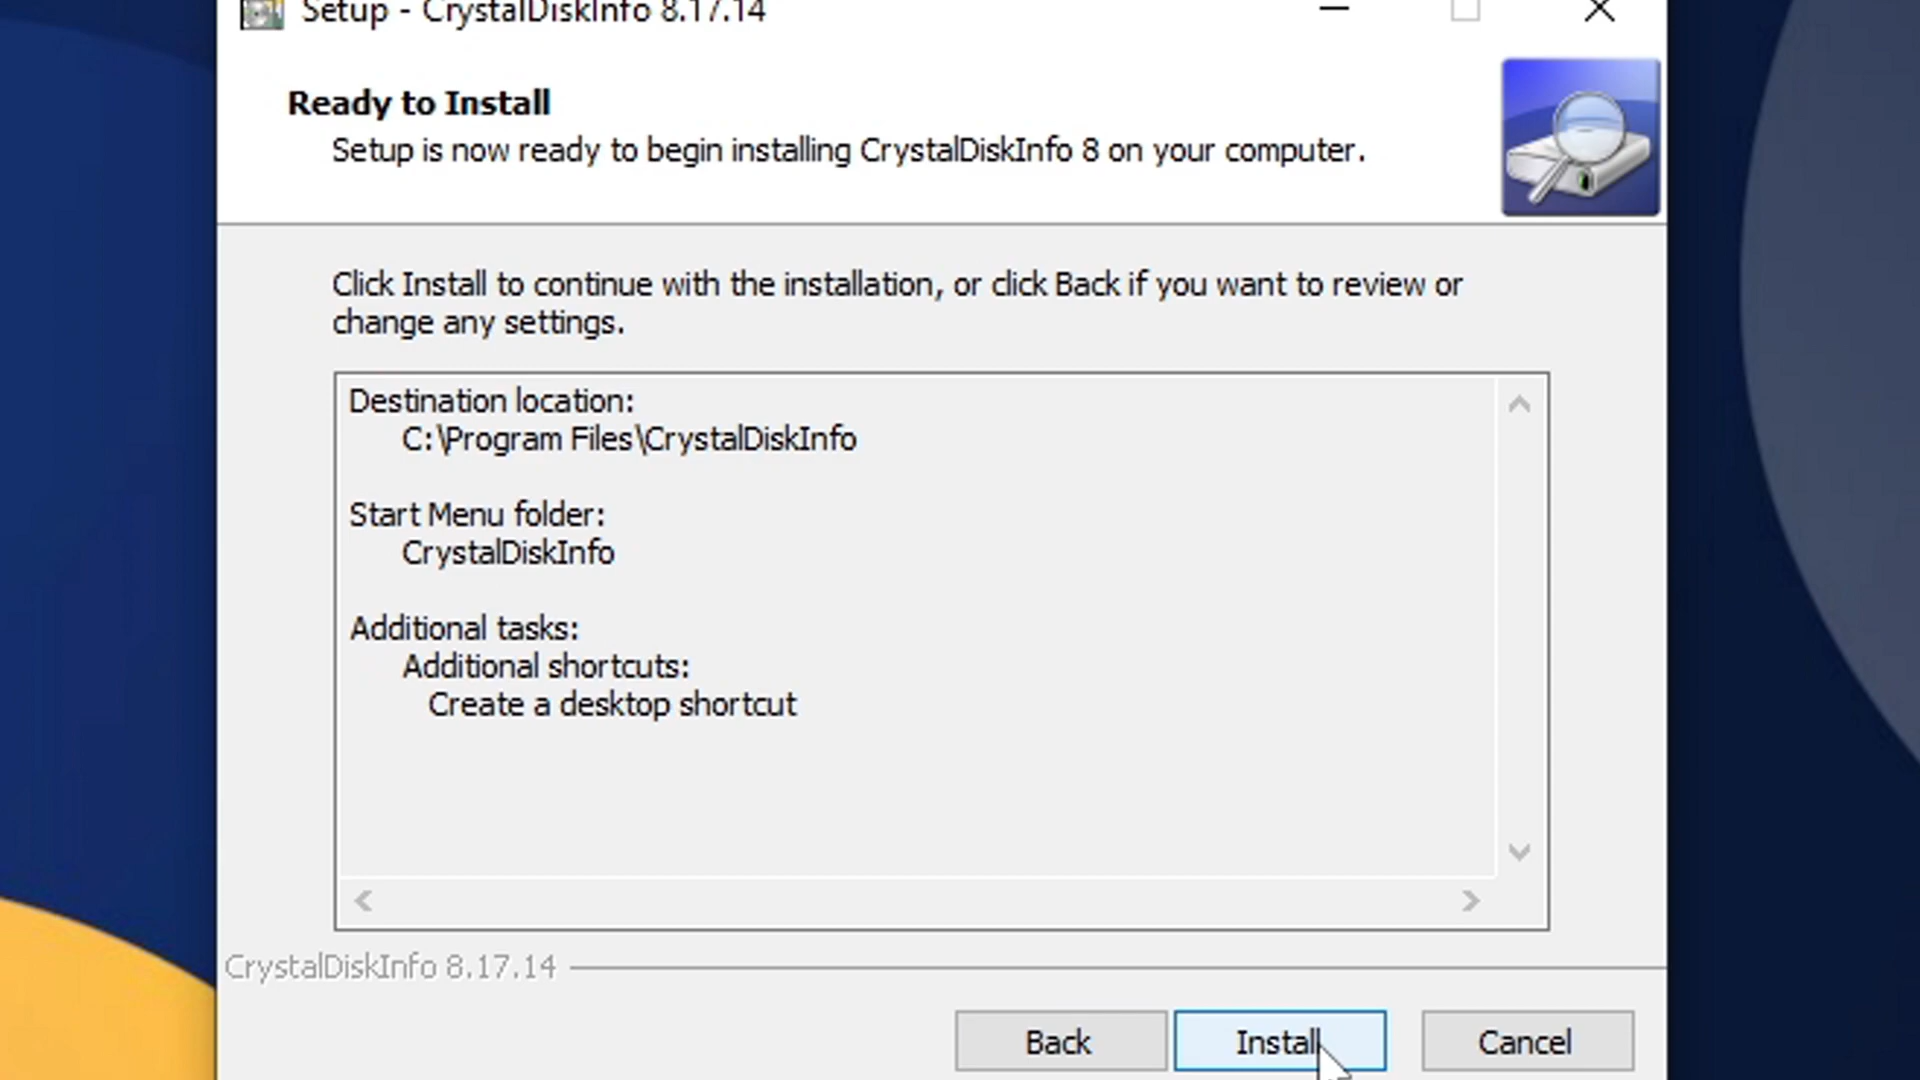 Setup - CrystalDiskInfo 8.17.14
Ready to Install
Setup is now ready to begin installing CrystalDiskInfo 8 on your computer.
Click Install to continue with the installation, or click Back if you want to review or
change any settings.
Destination location:
C:\Program Files\CrystalDiskInfo
Start Menu folder:
CrystalDiskInfo
Additional tasks:
Additional shortcuts:
Create a desktop shortcut
CrystalDiskInfo 8.17.14
Back
Install
Cancel